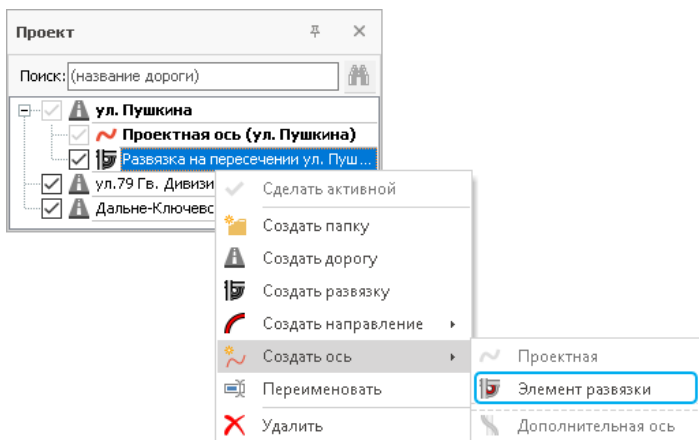 Проект
Поиск: (название дороги)
ул. Пушкина
Проектная ось (ул. Пушкина)
Развязка на пересечении ул. Пуш...
ул.79 Гв. Дивизи
Дальне-Ключевс
Сделать активной
Создать папку
Создать дорогу
Создать развязку
Создать направление
Создать ось
Проектная
Переименовать
Элемент развязки
Удалить
Дополнительная ось